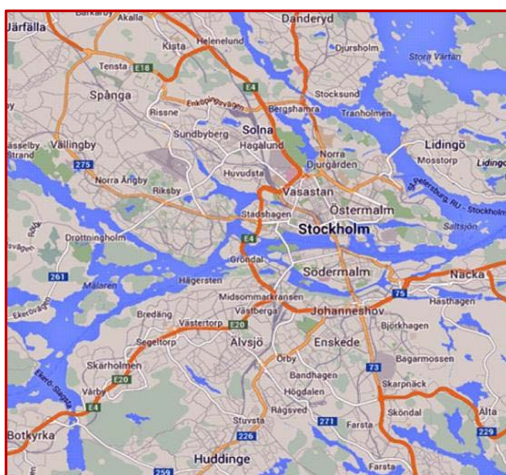 Järfälla
Barkarby
Akalla
Danderyd
Kista
Helenelund
Djursholm
Stora Värtan
Tensta
E18
Spånga
E4
Stocksund
Enköpingsvägen
Bergshamra
Tranholmen
Rissne
Solna
Sundbyberg
Hagalund
Lidingö
Vällingby
Norra
Djurgården
Mosstorp
Strand
275
Huvudsta
Norra Ängby
Riksby
Vasastan
Östermalm
Stadshagen
Stockholm
Saltsjön
Drottningholm
E4
Gröndal
Södermalm
261
Mälaren
Hägersten
Nacka
Ekerövägen
Midsommarkransen
75
Bredäng
Västberga
Johanneshov
Hästhagen
Västertorp
E20
Segeltorp
Älvsjö
Enskede
Björkhagen
Skärholmen
Örby
Bagarmossen
73
Bandhagen
E20
Vårby
Högdalen
Skarpnäck
E4
Rågsved
Sköndal
Älta
Botkyrka
Stuvsta
271
Farsta
226
229
Huddinge
Farsta
259